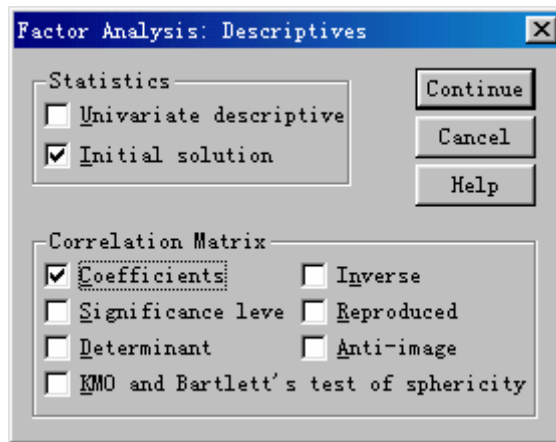 Factor Analysis: Descriptives
Statistics
Univariate descriptive
Initial solution
Continue
Cancel
Help
Correlation Matrix
Coefficients
Inverse
Significance leve
Reproduced
Determinant
Anti-image
KMO and Bartlett's test of sphericity